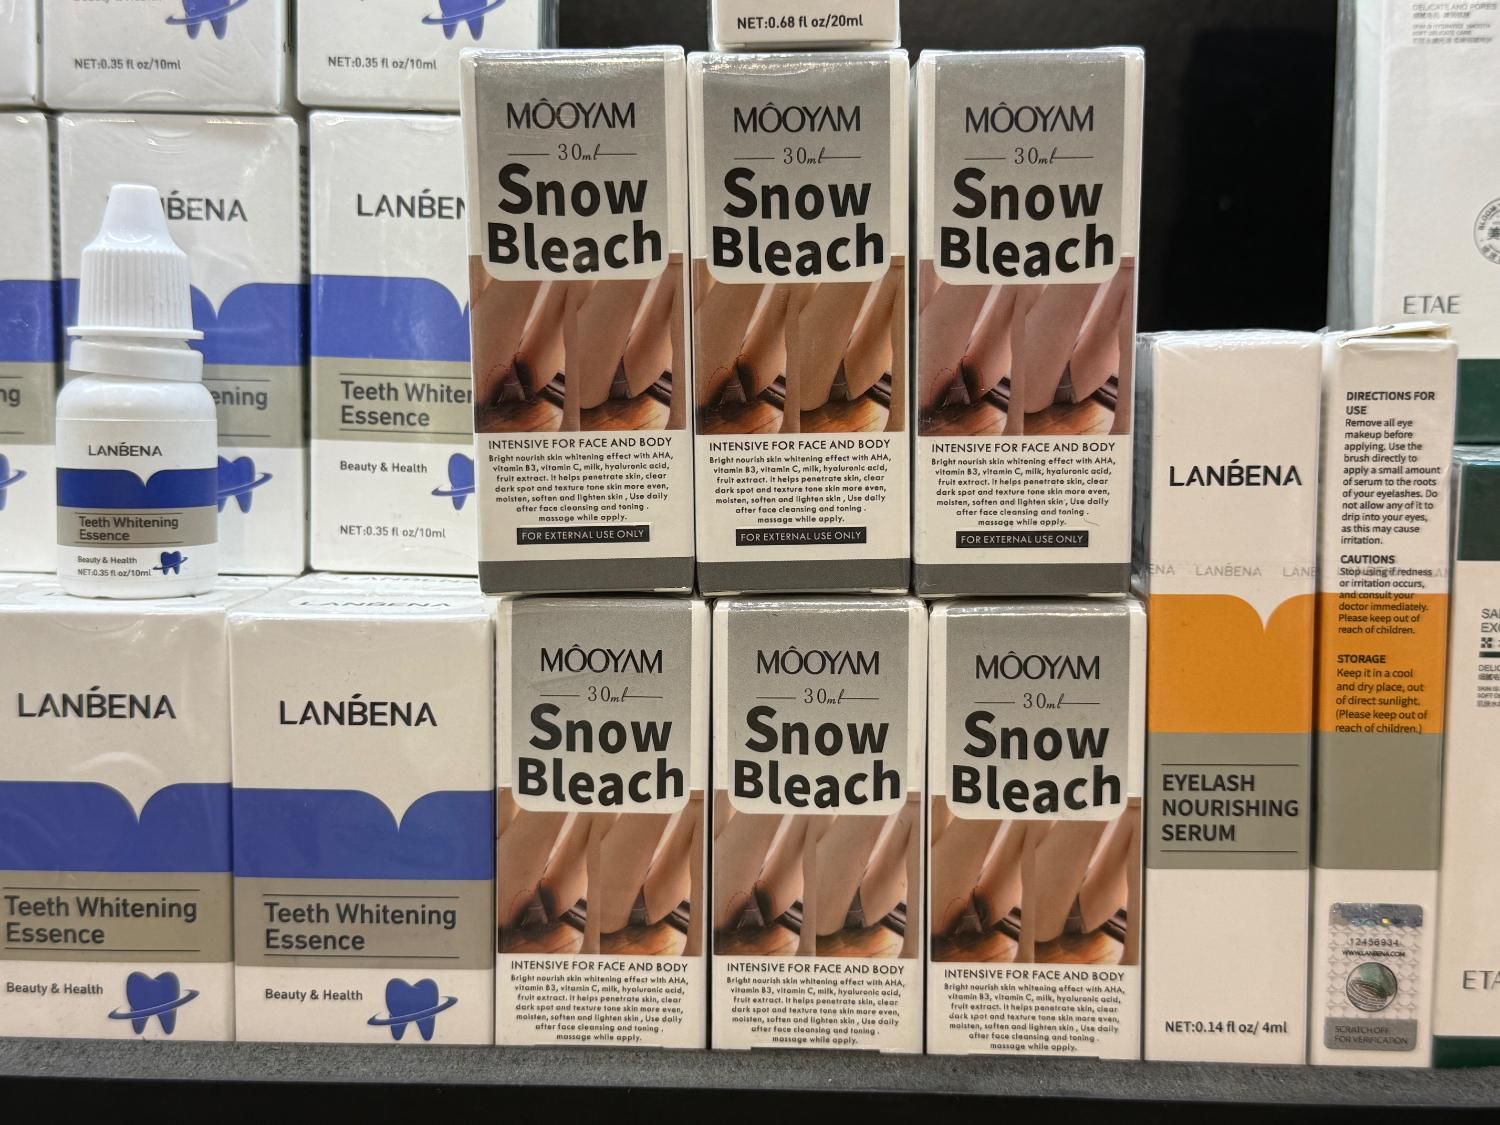 NET:0.35 fl oz/10ml
NET:0.35 fl oz/10ml
NET:0.68 fl oz/20ml
DELICATE AND PORES
LANBENA
LANBENA
Teeth Whitening
Essence
Beauty & Health
NET:0.35 fl oz/10ml
Teeth Whiten
Essence
Beauty & Health
NET:0.35 fl oz/10ml
MÔOYAM
30ml
Snow
Bleach
INTENSIVE FOR FACE AND BODY
Bright nourish skin whitening effect with AHA,
vitamin B3, vitamin C, milk, hyaluronic acid,
fruit extract. It helps penetrate skin, clear
dark spot and texture tone skin more even,
moisten, soften and lighten skin , Use daily
after face cleansing and toning .
massage while apply.
FOR EXTERNAL USE ONLY
MÔOYAM
30ml
Snow
Bleach
INTENSIVE FOR FACE AND BODY
Bright nourish skin whitening effect with AHA,
vitamin B3, vitamin C, milk, hyaluronic acid,
fruit extract. It helps penetrate skin, clear
dark spot and texture tone skin more even,
moisten, soften and lighten skin , Use daily
after face cleansing and toning .
massage while apply.
FOR EXTERNAL USE ONLY
MÔOYAM
30ml
Snow
Bleach
INTENSIVE FOR FACE AND BODY
Bright nourish skin whitening effect with AHA,
vitamin B3, vitamin C, milk, hyaluronic acid,
fruit extract. It helps penetrate skin, clear
dark spot and texture tone skin more even,
moisten, soften and lighten skin , Use daily
after face cleansing and toning .
massage while apply.
FOR EXTERNAL USE ONLY
ETAE
LANBENA
Teeth Whitening
Essence
Beauty & Health
LANBENA
Teeth Whitening
Essence
Beauty & Health
MÔOYAM
30ml
Snow
Bleach
INTENSIVE FOR FACE AND BODY
Bright nourish skin whitening effect with AHA,
vitamin B3, vitamin C, milk, hyaluronic acid,
fruit extract. It helps penetrate skin, clear
dark spot and texture tone skin more even,
moisten, soften and lighten skin , Use daily
after face cleansing and toning .
massage while apply.
MÔOYAM
30ml
Snow
Bleach
INTENSIVE FOR FACE AND BODY
Bright nourish skin whitening effect with AHA,
vitamin B3, vitamin C, milk, hyaluronic acid,
fruit extract. It helps penetrate skin, clear
dark spot and texture tone skin more even,
moisten, soften and lighten skin , Use daily
after face cleansing and toning .
massage while apply.
MÔOYAM
30ml
Snow
Bleach
INTENSIVE FOR FACE AND BODY
Bright nourish skin whitening effect with AHA,
vitamin B3, vitamin C, milk, hyaluronic acid,
fruit extract. It helps penetrate skin, clear
dark spot and texture tone skin more even,
moisten, soften and lighten skin , Use daily
after face cleansing and toning .
massage while apply.
LANBENA
LANBENA
EYELASH
NOURISHING
SERUM
NET:0.14 fl oz/ 4ml
DIRECTIONS FOR
USE
Remove all eye
makeup before
applying. Use the
brush directly to
apply a small amount
of serum to the roots
of your eyelashes. Do
not allow any of it to
drip into your eyes,
as this may cause
irritation.
CAUTIONS
Stop using if redness
or irritation occurs,
and consult your
doctor immediately.
Please keep out of
reach of children.
STORAGE
Keep it in a cool
and dry place, out
of direct sunlight.
(Please keep out of
reach of children.)
12456934
WWW.LANBENA.COM
SCRATCH OFF
FOR VERIFICATION